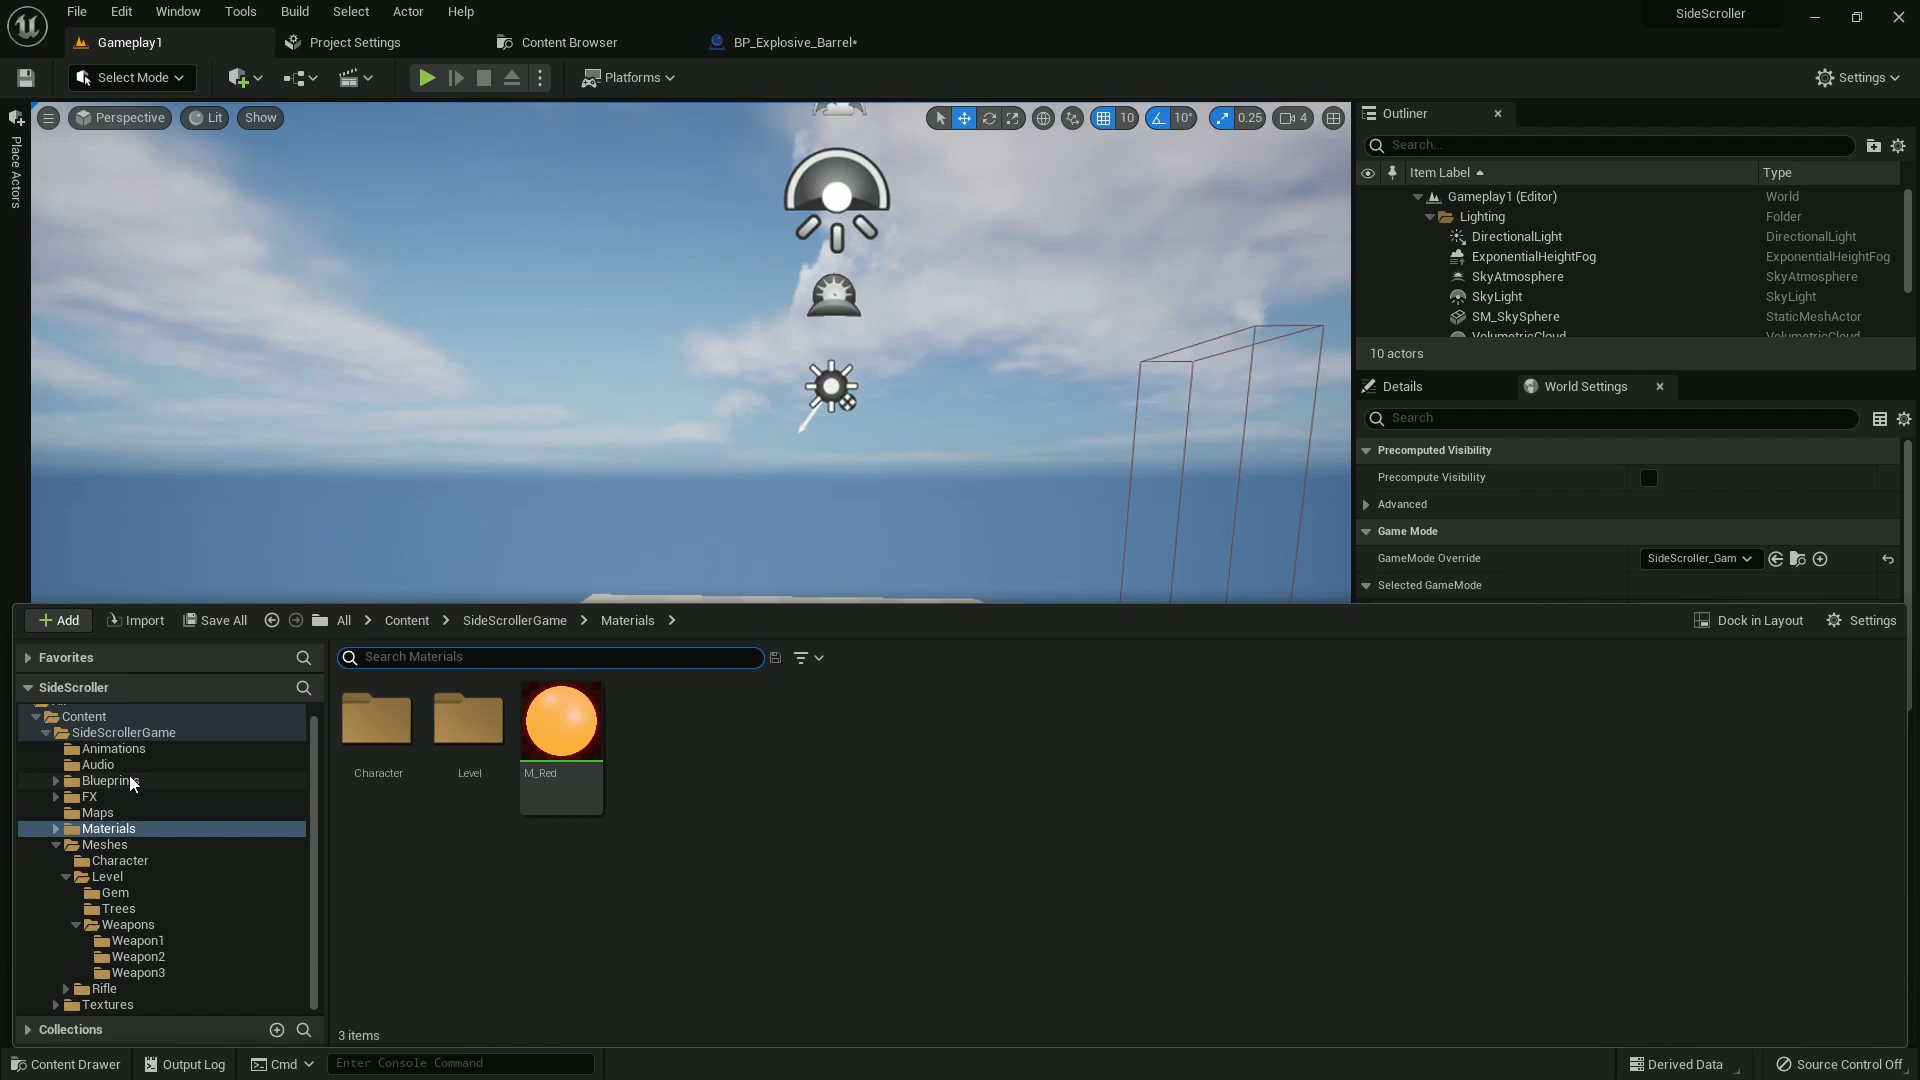 File Edit Window Tools Build Select Actor Help
SideScroller
Gameplay1
Project Settings
Content Browser
BP_Explosive_Barrel*
Select Mode
Platforms
Settings
Place Actors
Perspective
Lit
Show
10
10°
0.25
4
Outliner
Search...
Item Label
Type
Gameplay1 (Editor) World
Lighting Folder
DirectionalLight DirectionalLight
ExponentialHeightFog ExponentialHeightFog
SkyAtmosphere SkyAtmosphere
SkyLight SkyLight
SM_SkySphere StaticMeshActor
VolumetricCloud VolumetricCloud
10 actors
Details
World Settings
Search
Precomputed Visibility
Precompute Visibility
Advanced
Game Mode
GameMode Override SideScroller_Gam
Selected GameMode
Add
Import
Save All
All
Content
SideScrollerGame
Materials
Dock in Layout
Settings
Favorites
SideScroller
Content
SideScrollerGame
Animations
Audio
Blueprints
FX
Maps
Materials
Meshes
Character
Level
Gem
Trees
Weapons
Weapon1
Weapon2
Weapon3
Rifle
Textures
Collections
Search Materials
Character
Level
M_Red
3 items
Content Drawer
Output Log
Cmd
Enter Console Command
Derived Data
Source Control Off